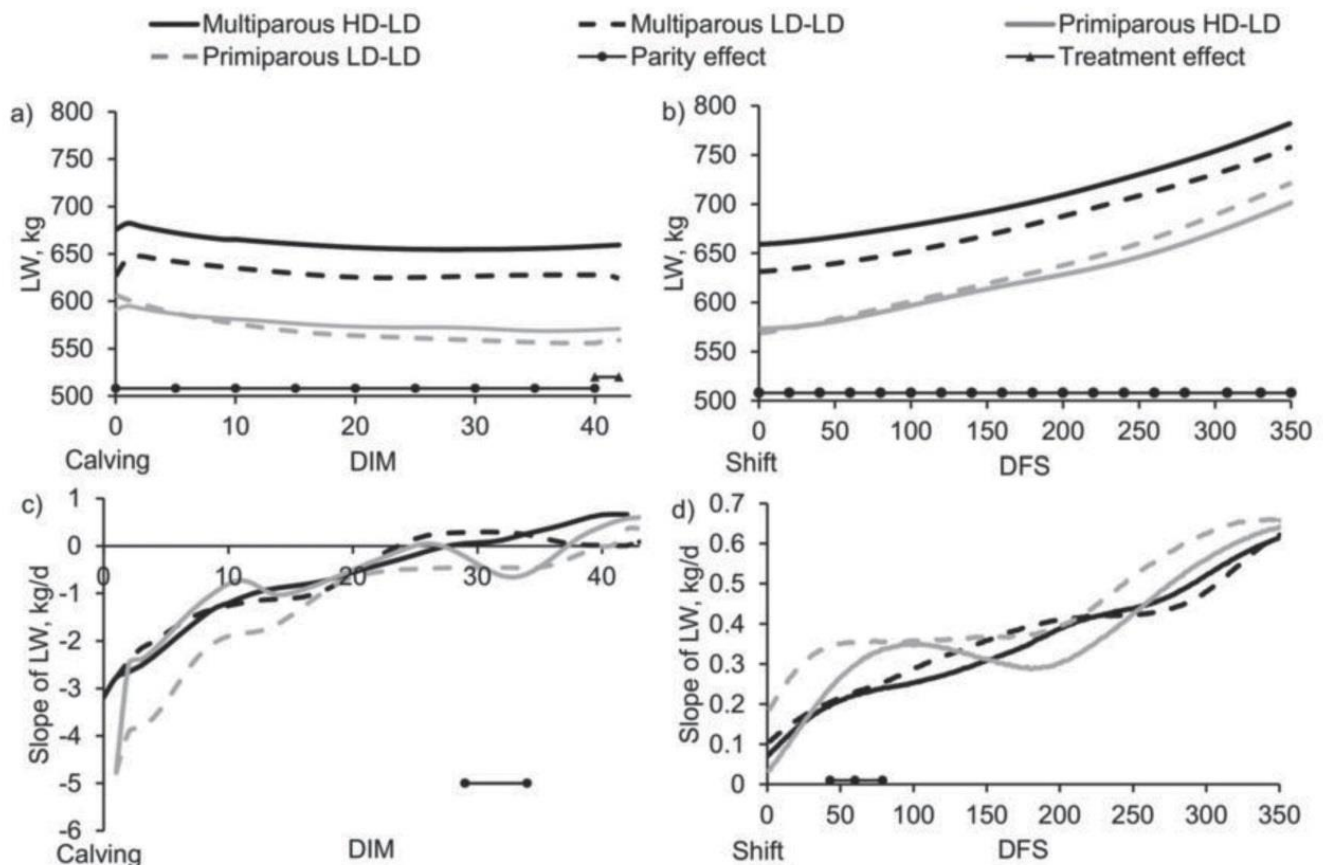 Multiparous HD-LD Multiparous LD-LD Primiparous HD-LD
Primiparous LD-LD Parity effect Treatment effect
a)
LW, kg
800
750
700
650
600
550
500
0 10 20 30 40
Calving DIM
b)
LW, kg
800
750
700
650
600
550
500
0 50 100 150 200 250 300 350
Shift DFS
c)
Slope of LW, kg/d
1
0
-1
-2
-3
-4
-5
-6
0 10 20 30 40
Calving DIM
d)
Slope of LW, kg/d
0.7
0.6
0.5
0.4
0.3
0.2
0.1
0
0 50 100 150 200 250 300 350
Shift DFS